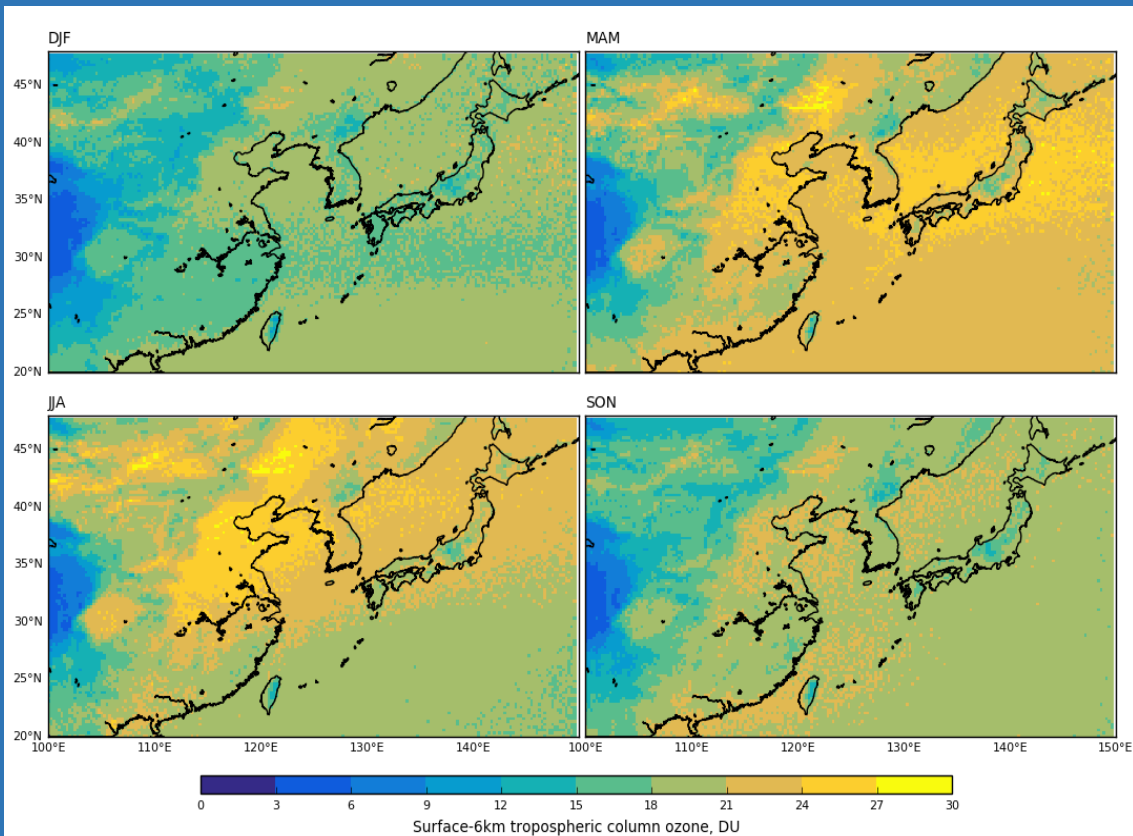 DJF
MAM
45°N
40°N
35°N
30°N
25°N
20°N
JJA
SON
45°N
40°N
35°N
30°N
25°N
20°N
100°E 110°E 120°E 130°E 140°E 100°E 110°E 120°E 130°E 140°E 150°E
0 3 6 9 12 15 18 21 24 27 30
Surface-6km tropospheric column ozone, DU